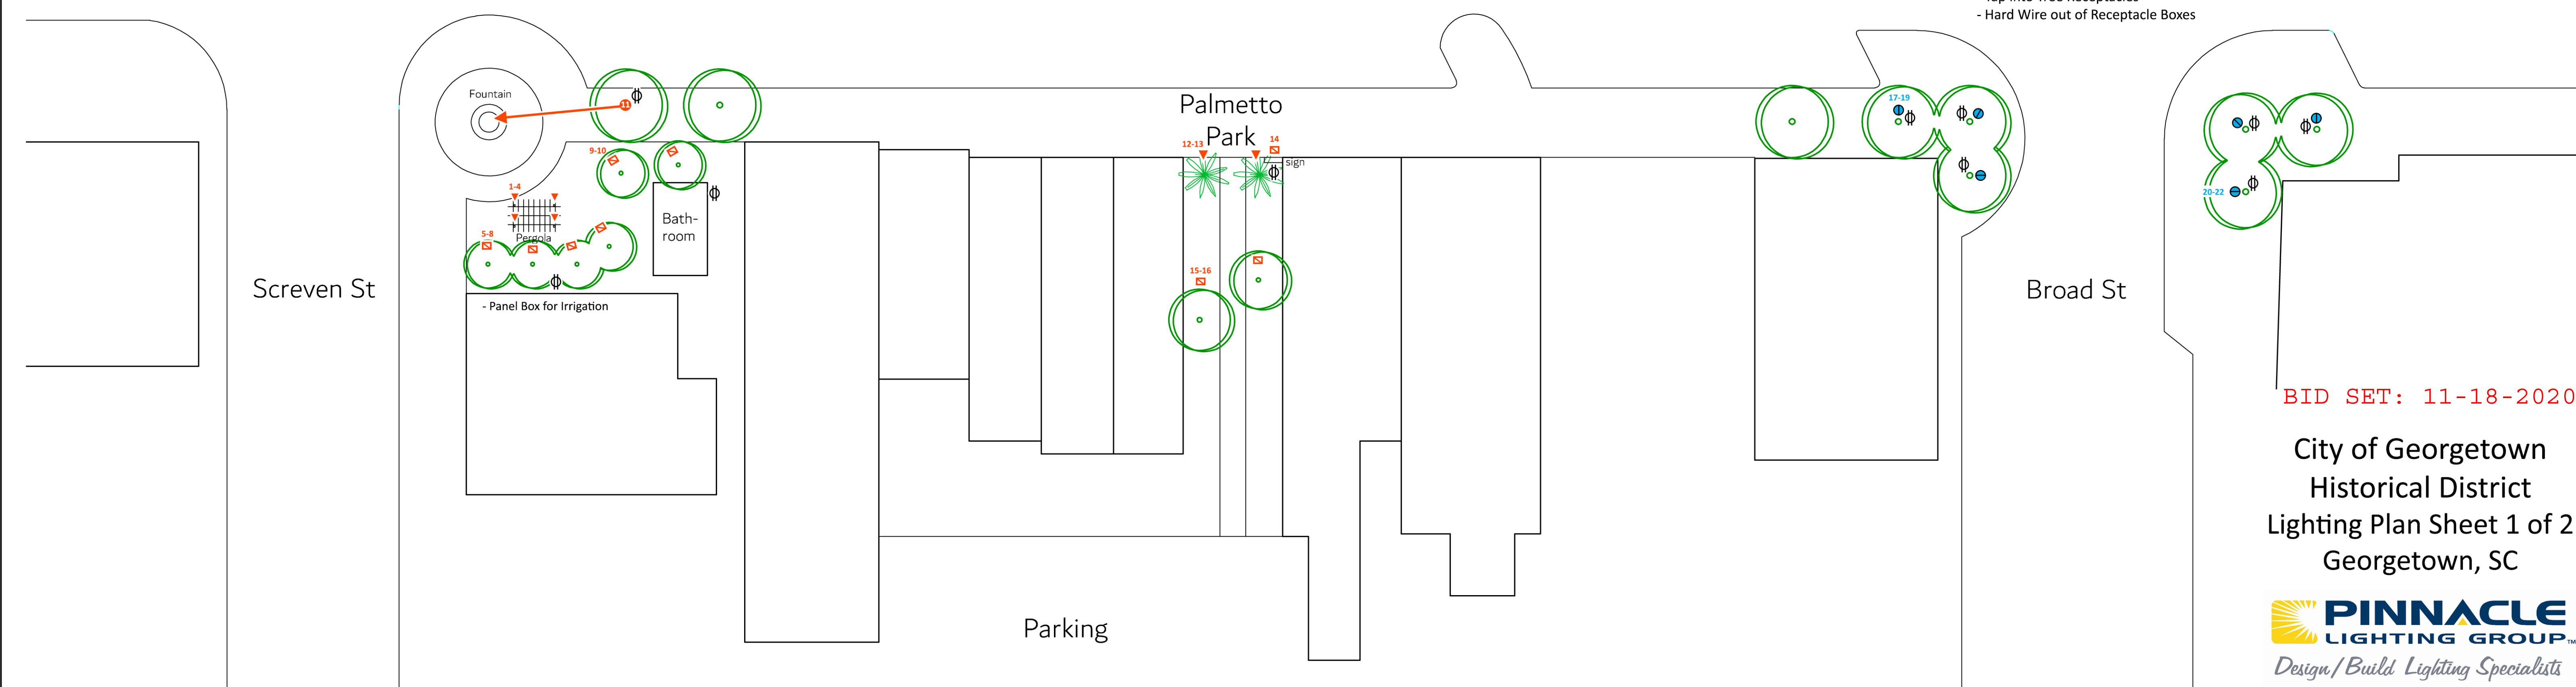 - Hard Wire out of Receptacle Boxes
Fountain
11
9-10
1-4
Pergola
5-8
Bath-
room
- Panel Box for Irrigation
Screven St
Palmetto
Park
12-13
14
sign
15-16
Parking
17-19
20-22
Broad St
BID SET: 11-18-2020
City of Georgetown
Historical District
Lighting Plan Sheet 1 of 2
Georgetown, SC
PINNACLE
LIGHTING GROUP™
Design/Build Lighting Specialists